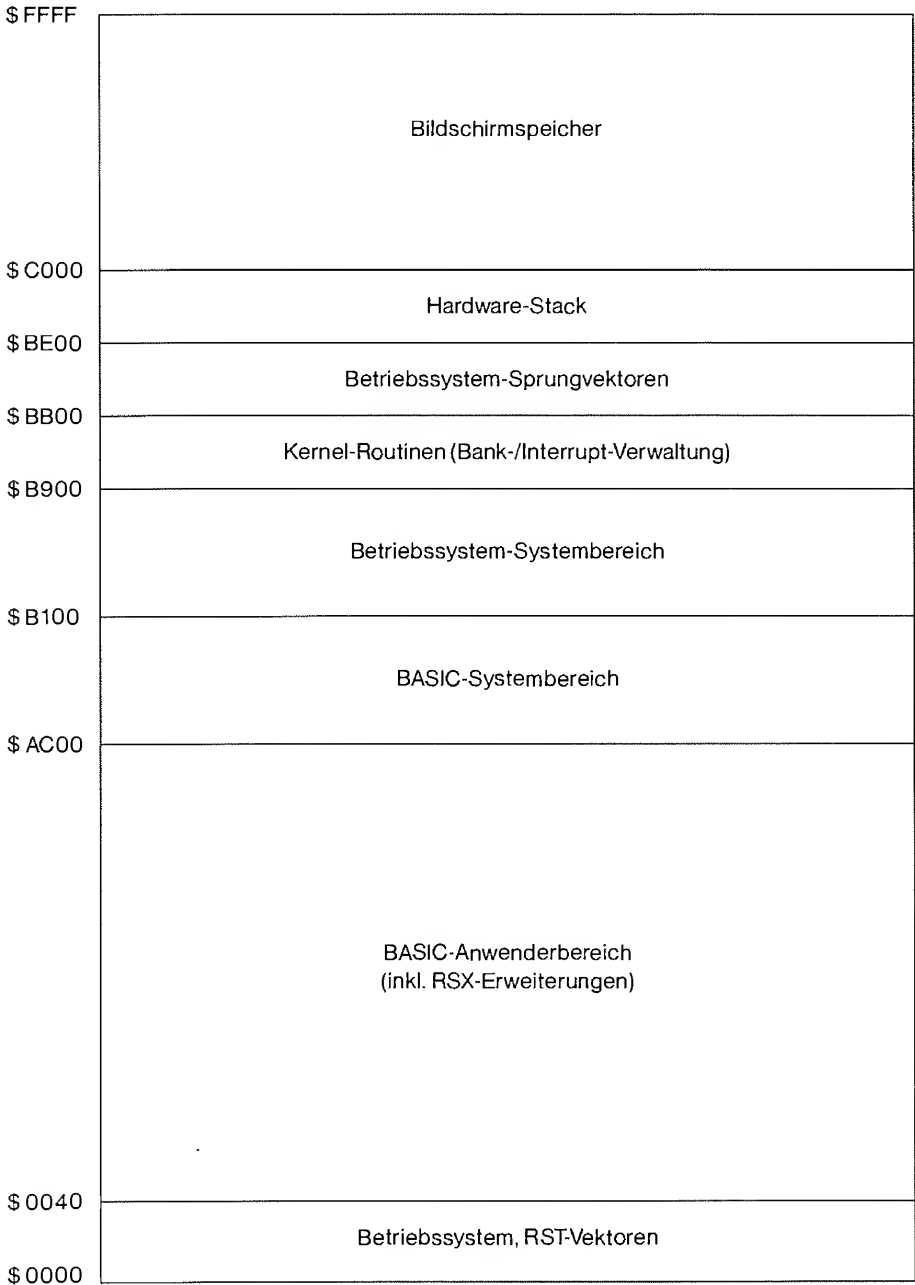 $ FFFF
Bildschirmspeicher
$ C000
Hardware-Stack
$ BE00
Betriebssystem-Sprungvektoren
$ BB00
Kernel-Routinen (Bank-/Interrupt-Verwaltung)
$ B900
Betriebssystem-Systembereich
$ B100
BASIC-Systembereich
$ AC00
BASIC-Anwenderbereich
(inkl. RSX-Erweiterungen)
$ 0040
Betriebssystem, RST-Vektoren
$ 0000